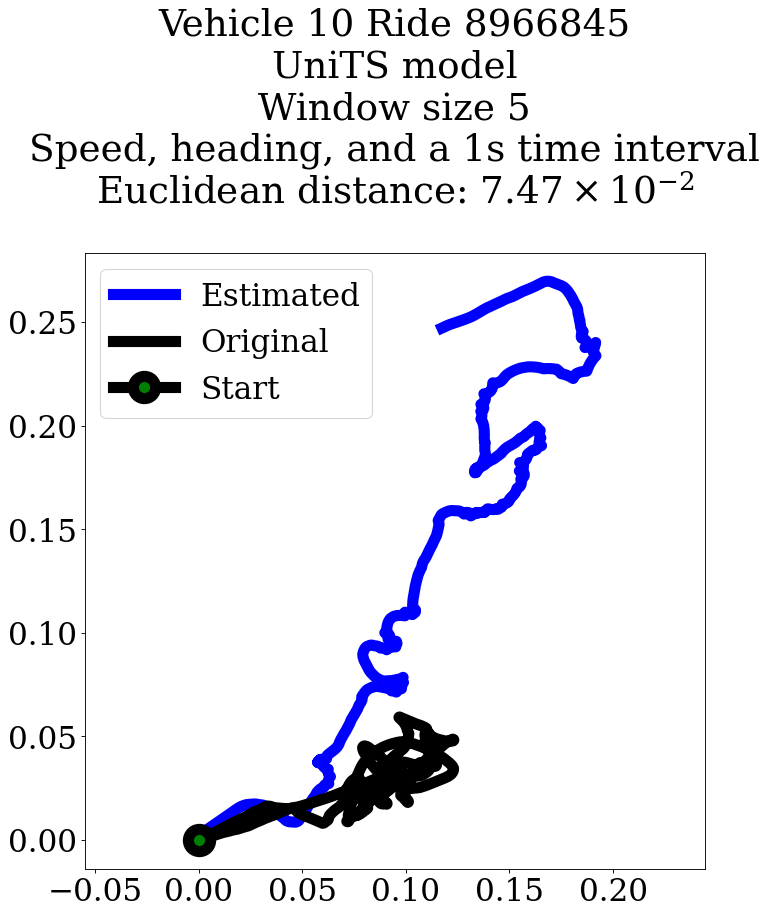 Vehicle 10 Ride 8966845
UniTS model
Window size 5
Speed, heading, and a 1s time interval
Euclidean distance: 7.47 × 10⁻²
Estimated
Original
Start
0.25
0.20
0.15
0.10
0.05
0.00
−0.05 0.00 0.05 0.10 0.15 0.20